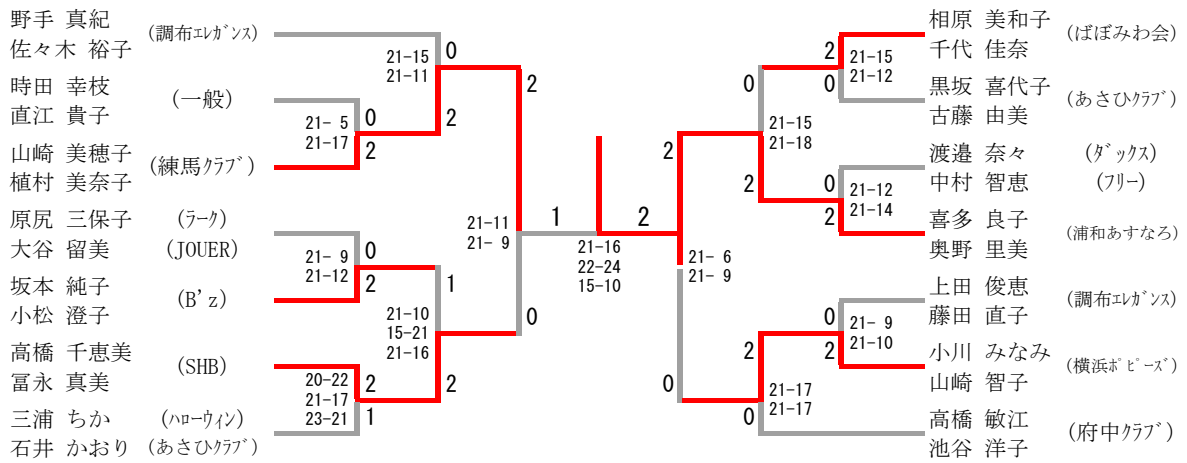 野手 真紀
佐々木 裕子
(調布ｴﾚｶﾞﾝｽ)
時田 幸枝
直江 貴子
(一般)
山崎 美穂子
植村 美奈子
(練馬ｸﾗﾌﾞ)
原尻 三保子 (ﾗｰｸ)
大谷 留美 (JOUER)
坂本 純子
小松 澄子
(B'z)
高橋 千恵美
冨永 真美
(SHB)
三浦 ちか (ﾊﾛｰｳｨﾝ)
石井 かおり (あさひｸﾗﾌﾞ)
0
21-15
21-11
2
0
21- 5
21-17
2
2
21-11
21- 9
0
0
21- 9
21-12
2
1
21-10
15-21
21-16
2
2
20-22
21-17
23-21
1
1
2
21-16
22-24
15-10
2
21- 6
21- 9
0
0
21-15
21-18
2
2
21-15
21-12
0
0
21-12
21-14
2
0
21- 9
21-10
2
2
21-17
21-17
0
相原 美和子
千代 佳奈
(ばぼみわ会)
黒坂 喜代子
古藤 由美
(あさひｸﾗﾌﾞ)
渡邉 奈々 (ﾀﾞｯｸｽ)
中村 智恵 (ﾌﾘｰ)
喜多 良子
奥野 里美
(浦和あすなろ)
上田 俊恵
藤田 直子
(調布ｴﾚｶﾞﾝｽ)
小川 みなみ
山崎 智子
(横浜ﾎﾟﾋﾟｰｽﾞ)
高橋 敏江
池谷 洋子
(府中ｸﾗﾌﾞ)